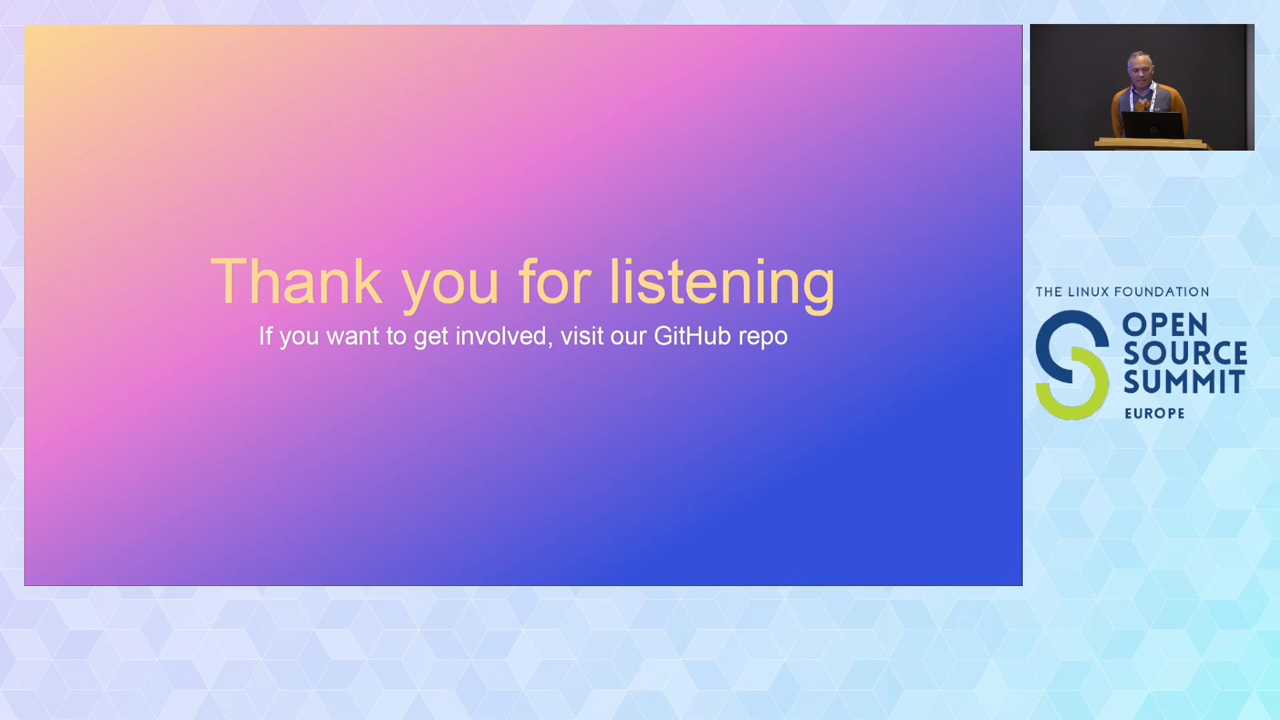 Thank you for listening
If you want to get involved, visit our GitHub repo
THE LINUX FOUNDATION
OPEN
SOURCE
SUMMIT
EUROPE